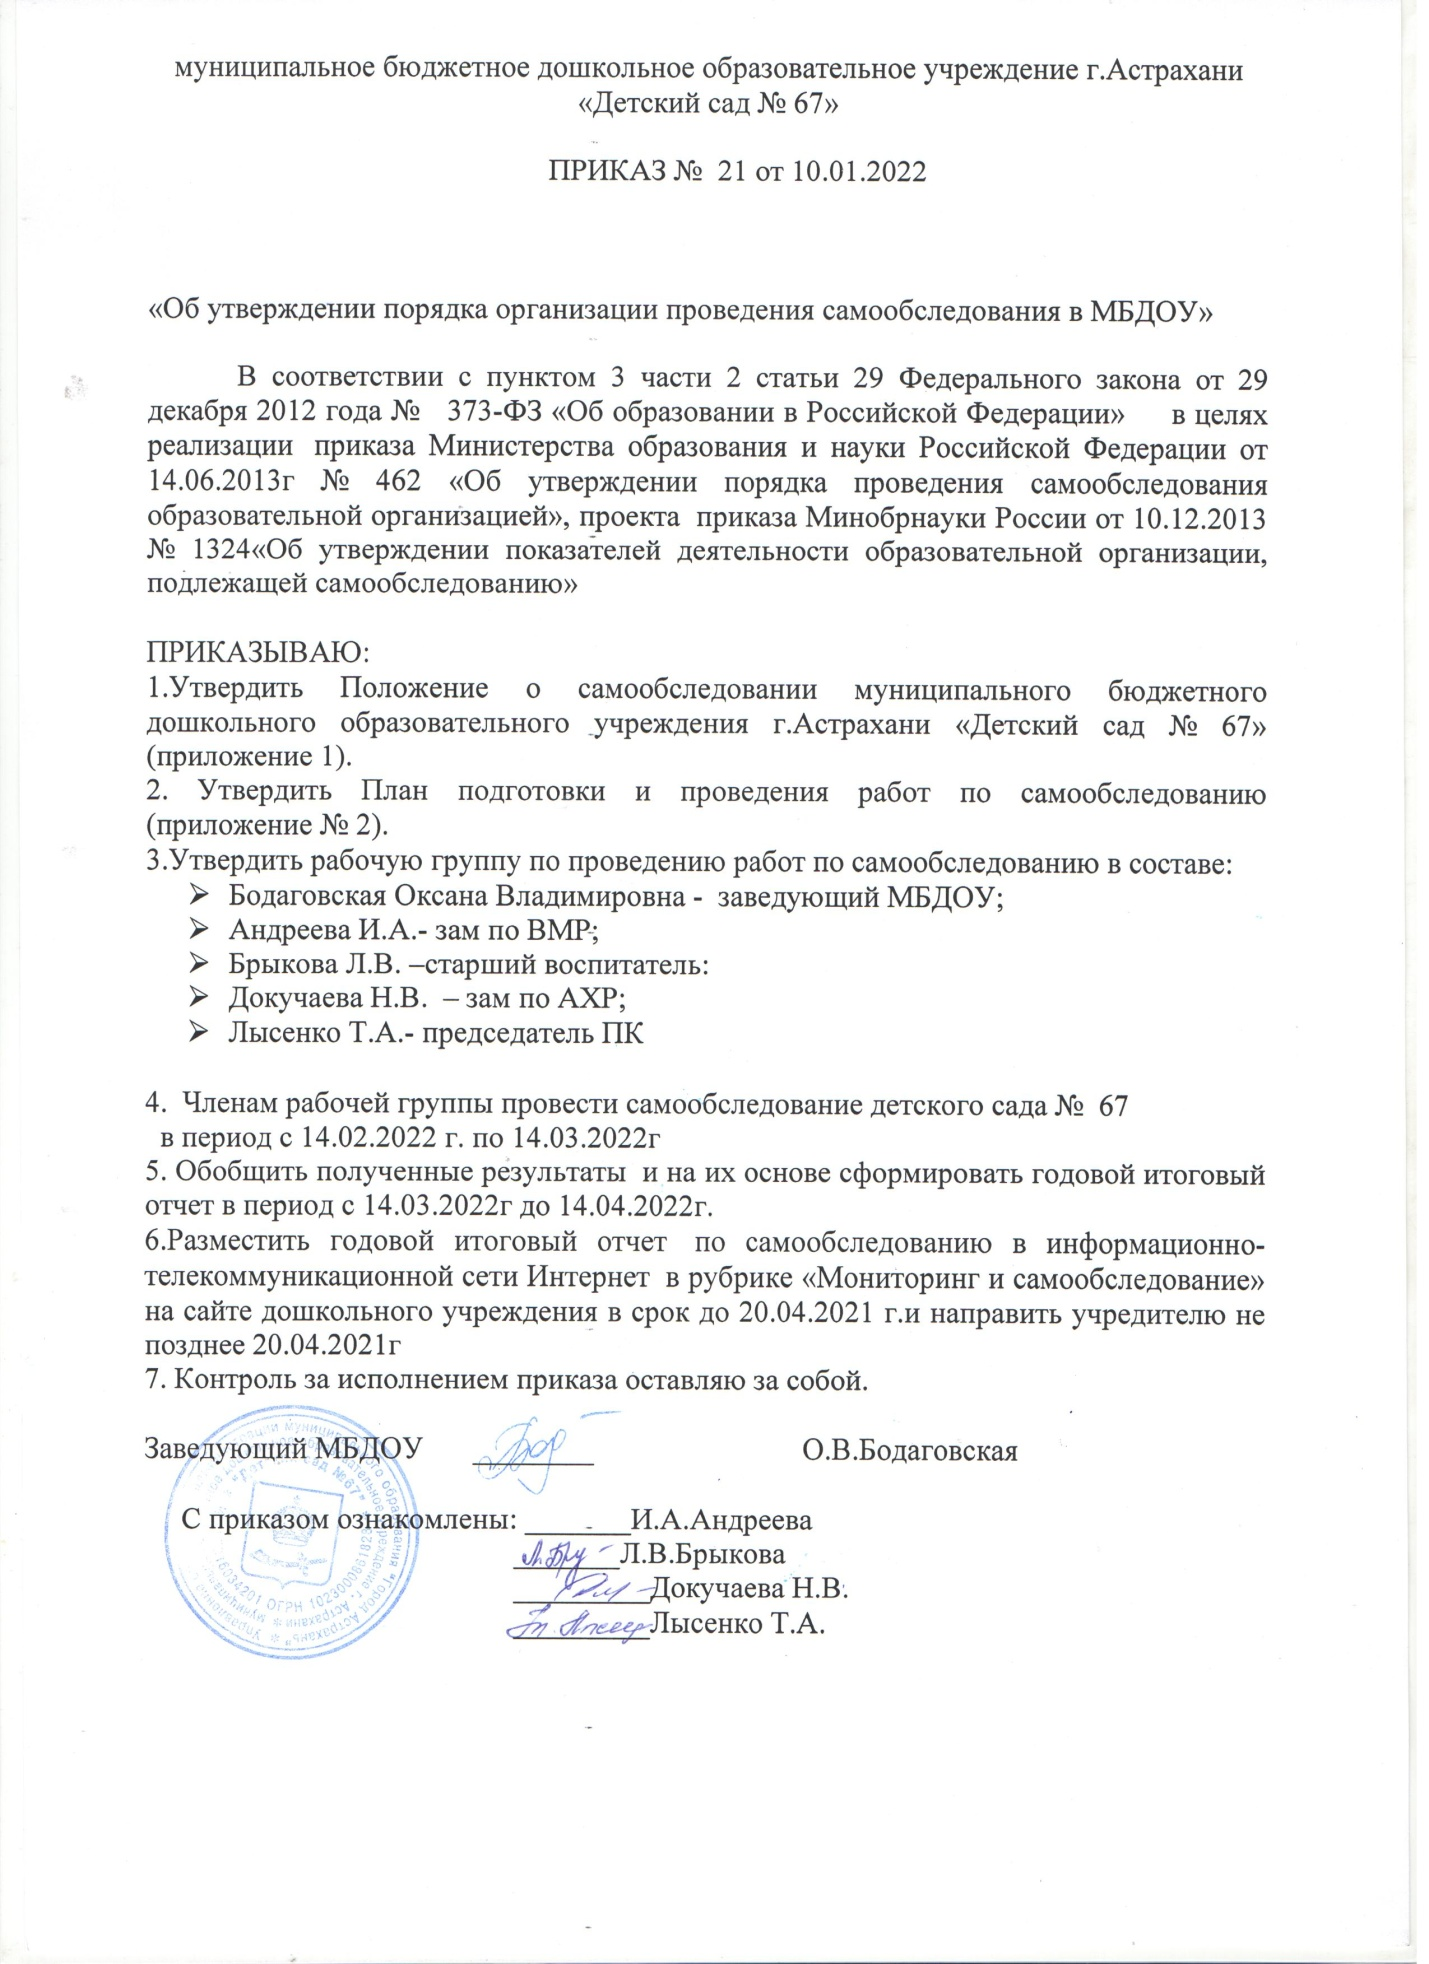 муниципальное бюджетное дошкольное образовательное учреждение г.Астрахани
«Детский сад № 67»
ПРИКАЗ № 21 от 10.01.2022
«Об утверждении порядка организации проведения самообследования в МБДОУ»
В соответствии с пунктом 3 части 2 статьи 29 Федерального закона от 29
декабря 2012 года № 373-ФЗ «Об образовании в Российской Федерации» в целях
реализации приказа Министерства образования и науки Российской Федерации от
14.06.2013г № 462 «Об утверждении порядка проведения самообследования
образовательной организацией», проекта приказа Минобрнауки России от 10.12.2013
№ 1324«Об утверждении показателей деятельности образовательной организации,
подлежащей самообследованию»
ПРИКАЗЫВАЮ:
1.Утвердить Положение о самообследовании муниципального бюджетного
дошкольного образовательного учреждения г.Астрахани «Детский сад № 67»
(приложение 1).
2. Утвердить План подготовки и проведения работ по самообследованию
(приложение № 2).
3.Утвердить рабочую группу по проведению работ по самообследованию в составе:
➢ Бодаговская Оксана Владимировна - заведующий МБДОУ;
➢ Андреева И.А.- зам по ВМР;
➢ Брыкова Л.В. –старший воспитатель:
➢ Докучаева Н.В. – зам по АХР;
➢ Лысенко Т.А.- председатель ПК
4. Членам рабочей группы провести самообследование детского сада № 67
в период с 14.02.2022 г. по 14.03.2022г
5. Обобщить полученные результаты и на их основе сформировать годовой итоговый
отчет в период с 14.03.2022г до 14.04.2022г.
6.Разместить годовой итоговый отчет по самообследованию в информационно-
телекоммуникационной сети Интернет в рубрике «Мониторинг и самообследование»
на сайте дошкольного учреждения в срок до 20.04.2021 г.и направить учредителю не
позднее 20.04.2021г
7. Контроль за исполнением приказа оставляю за собой.
Заведующий МБДОУ ________ О.В.Бодаговская
С приказом ознакомлены: _______И.А.Андреева
_______Л.В.Брыкова
_________Докучаева Н.В.
_________Лысенко Т.А.